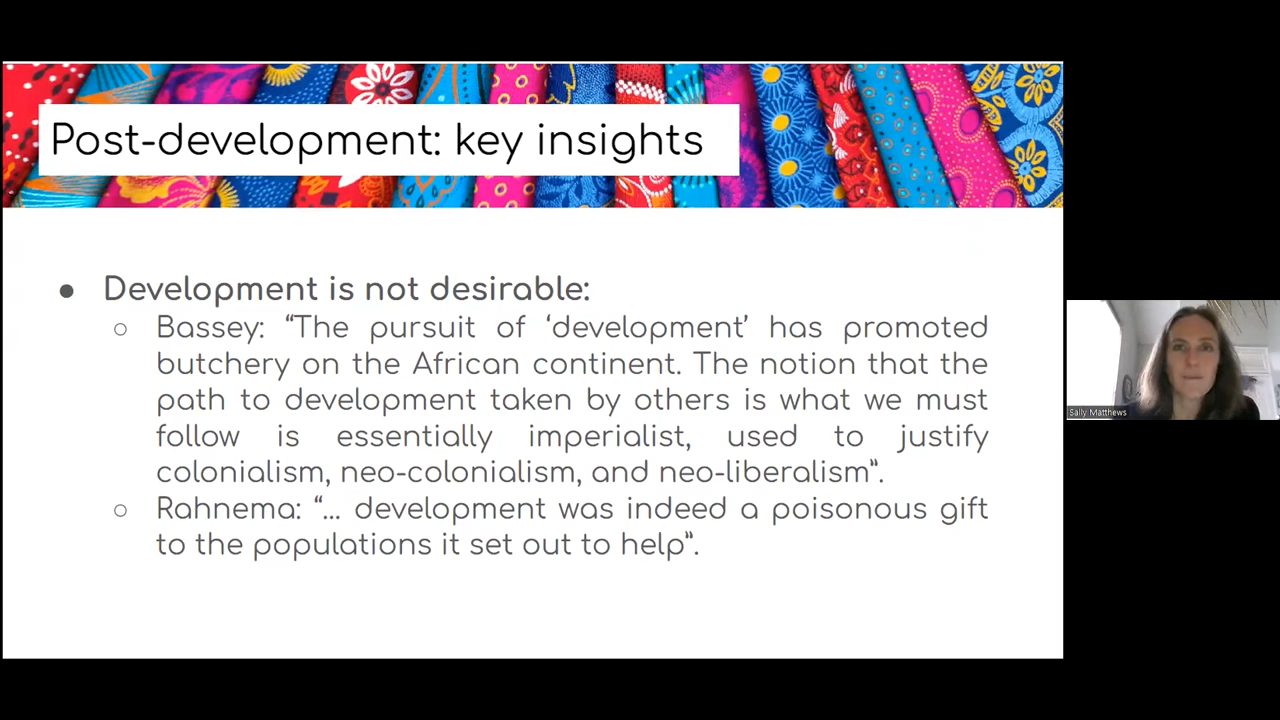 Post-development: key insights
● Development is not desirable:
○ Bassey: “The pursuit of ‘development’ has promoted
butchery on the African continent. The notion that the
path to development taken by others is what we must
follow is essentially imperialist, used to justify
colonialism, neo-colonialism, and neo-liberalism”.
○ Rahnema: “... development was indeed a poisonous gift
to the populations it set out to help”.
Sally Matthews